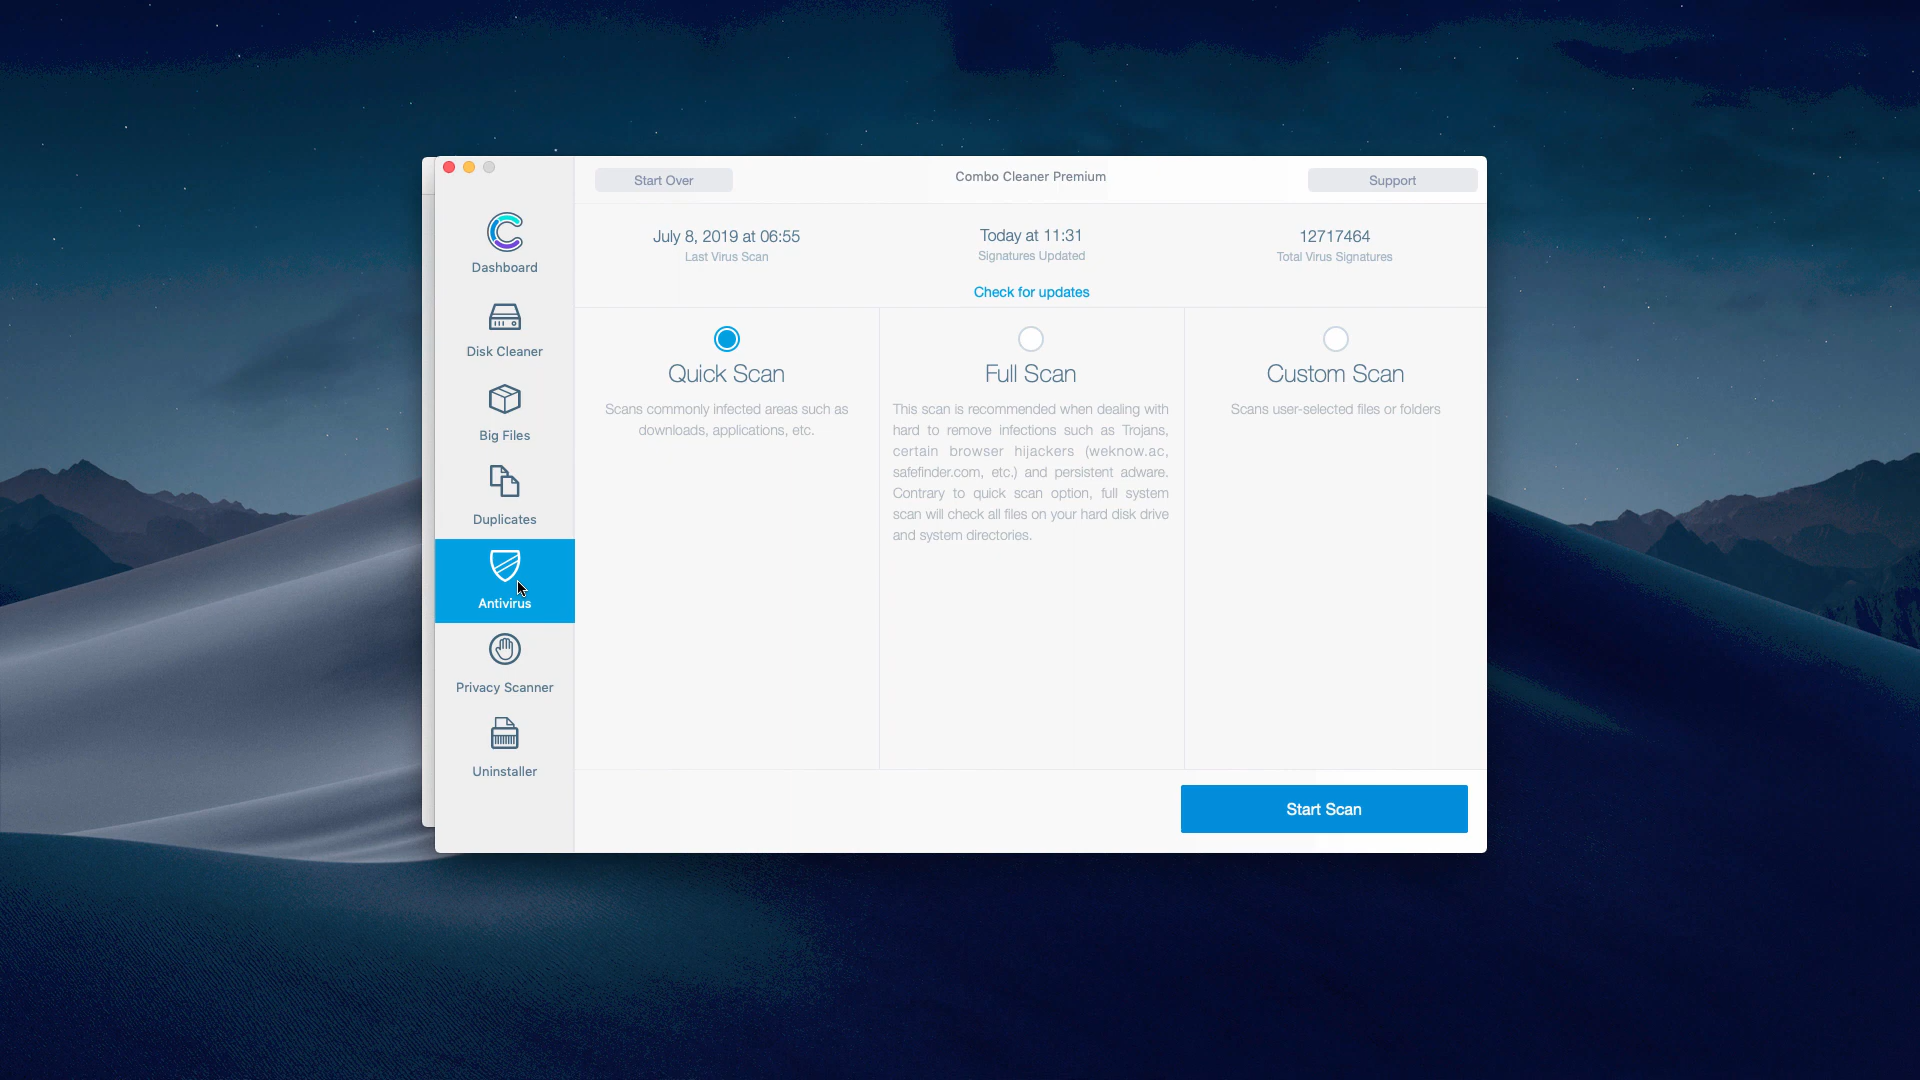 Start Over
Combo Cleaner Premium
Support
Dashboard
Disk Cleaner
Big Files
Duplicates
Antivirus
Privacy Scanner
Uninstaller
July 8, 2019 at 06:55
Last Virus Scan
Today at 11:31
Signatures Updated
Check for updates
12717464
Total Virus Signatures
Quick Scan
Scans commonly infected areas such as
downloads, applications, etc.
Full Scan
This scan is recommended when dealing with
hard to remove infections such as Trojans,
certain browser hijackers (weknow.ac,
safefinder.com, etc.) and persistent adware.
Contrary to quick scan option, full system
scan will check all files on your hard disk drive
and system directories.
Custom Scan
Scans user-selected files or folders
Start Scan